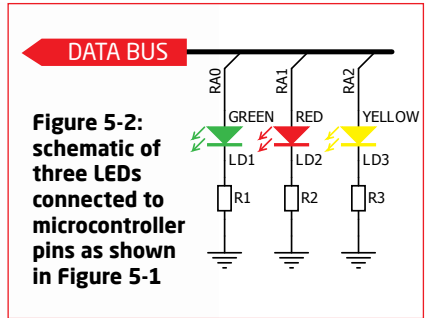 DATA BUS
RA0
RA1
RA2
GREEN
RED
YELLOW
LD1
LD2
LD3
R1
R2
R3
Figure 5-2:
schematic of
three LEDs
connected to
microcontroller
pins as shown
in Figure 5-1